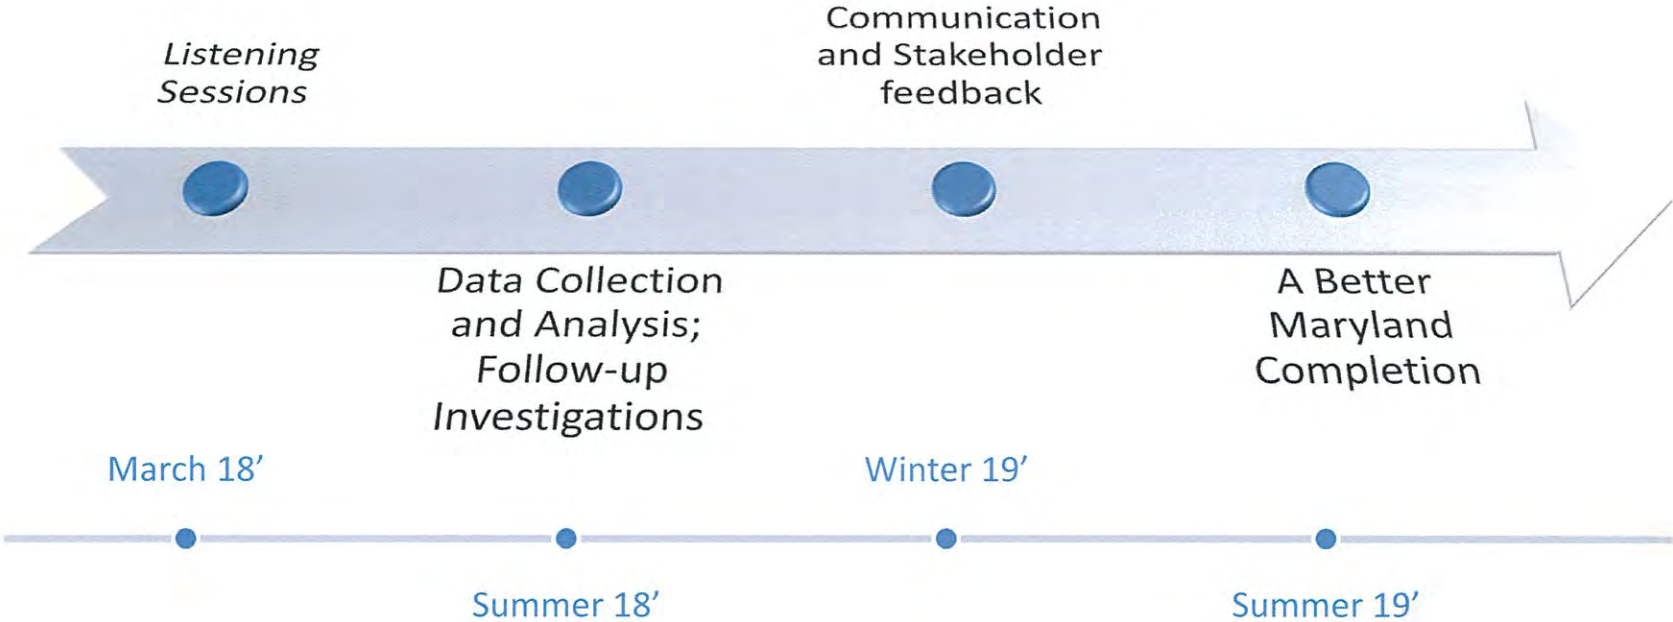 Listening
Sessions
Communication
and Stakeholder
feedback
Data Collection
and Analysis;
Follow-up
Investigations
A Better
Maryland
Completion
March 18’
Winter 19’
Summer 18’
Summer 19’